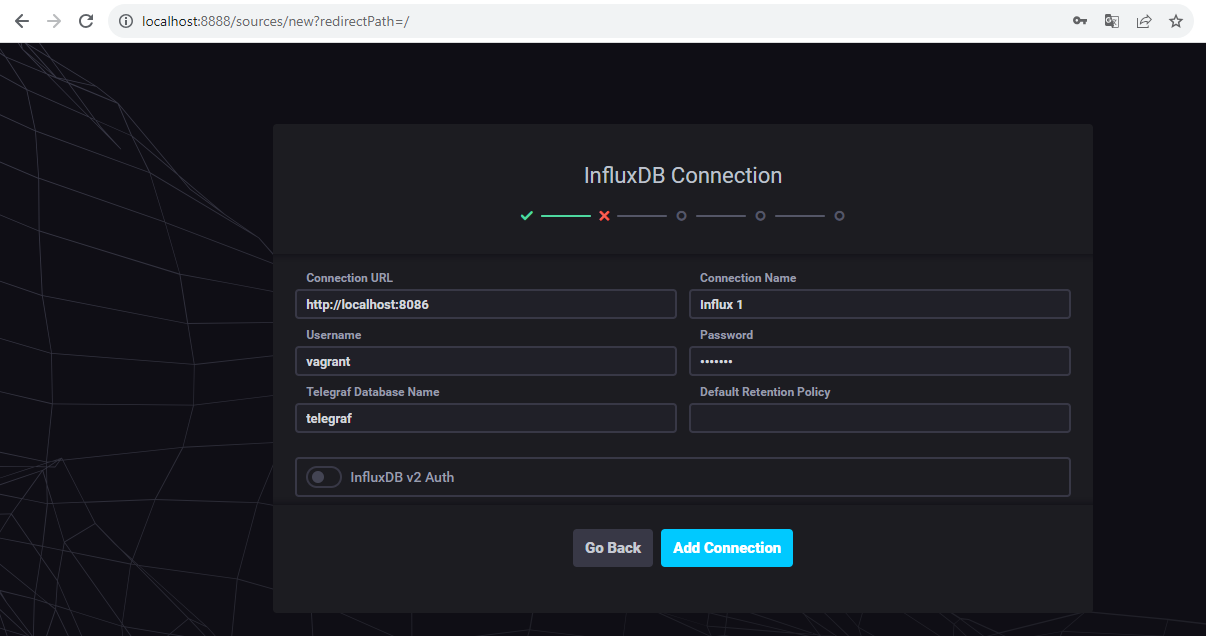 localhost:8888/sources/new?redirectPath=/
InfluxDB Connection
Connection URL
Connection Name
http://localhost:8086
Influx 1
Username
Password
vagrant
•••••••
Telegraf Database Name
Default Retention Policy
telegraf
InfluxDB v2 Auth
Go Back
Add Connection